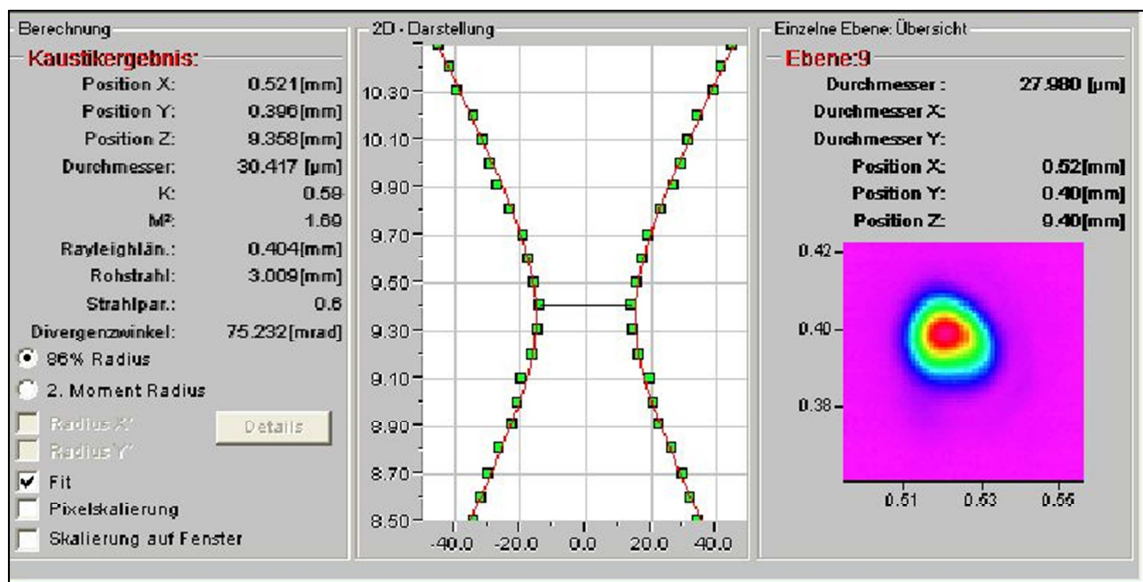 Berechnung
Kaustikergebnis:
Position X: 0.521[mm]
Position Y: 0.396[mm]
Position Z: 9.358[mm]
Durchmesser: 30.417 [µm]
K: 0.59
M²: 1.69
Rayleighlän.: 0.404[mm]
Rohstrahl: 3.009[mm]
Strahlpar.: 0.6
Divergenzwinkel: 75.232[mrad]
86% Radius
2. Moment Radius
Radius X'
Radius Y'
Details
Fit
Pixelskalierung
Skalierung auf Fenster
2D - Darstellung
10.30
10.10
9.90
9.70
9.50
9.30
9.10
8.90
8.70
8.50
-40.0 -20.0 0.0 20.0 40.0
Einzelne Ebene: Übersicht
Ebene:9
Durchmesser : 27.980 [µm]
Durchmesser X:
Durchmesser Y:
Position X: 0.52[mm]
Position Y: 0.40[mm]
Position Z: 9.40[mm]
0.42
0.40
0.38
0.51 0.53 0.55